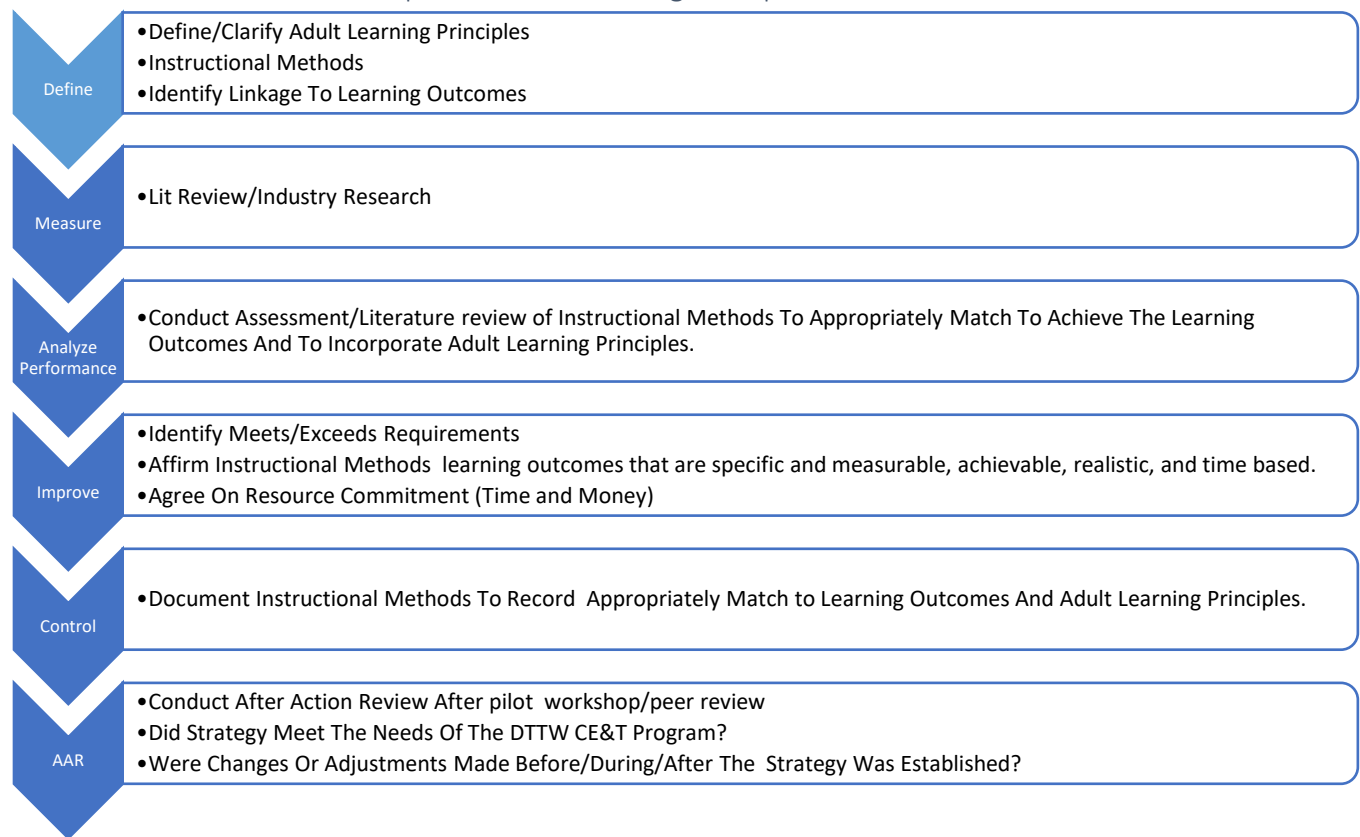 Define
•Define/Clarify Adult Learning Principles
•Instructional Methods
•Identify Linkage To Learning Outcomes
Measure
•Lit Review/Industry Research
Analyze
Performance
•Conduct Assessment/Literature review of Instructional Methods To Appropriately Match To Achieve The Learning
Outcomes And To Incorporate Adult Learning Principles.
Improve
•Identify Meets/Exceeds Requirements
•Affirm Instructional Methods  learning outcomes that are specific and measurable, achievable, realistic, and time based.
•Agree On Resource Commitment (Time and Money)
Control
•Document Instructional Methods To Record  Appropriately Match to Learning Outcomes And Adult Learning Principles.
AAR
•Conduct After Action Review After pilot  workshop/peer review
•Did Strategy Meet The Needs Of The DTTW CE&T Program?
•Were Changes Or Adjustments Made Before/During/After The  Strategy Was Established?